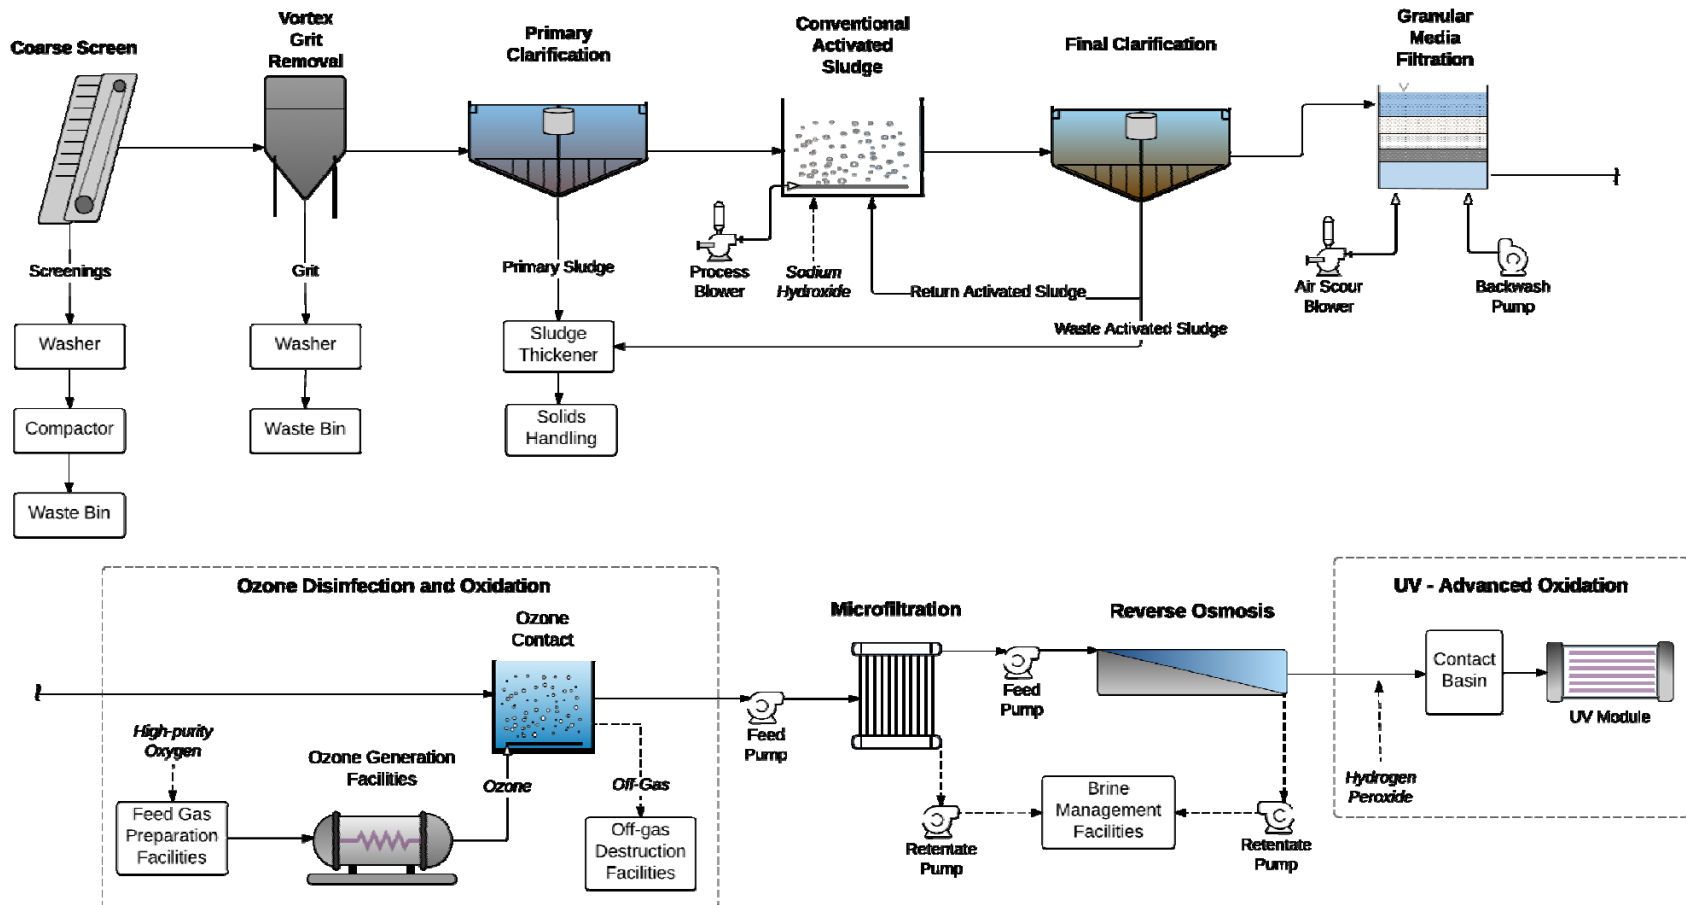 Coarse Screen
Vortex
Grit
Removal
Primary
Clarification
Conventional
Activated
Sludge
Final Clarification
Granular
Media
Filtration
Screenings
Grit
Primary Sludge
Process
Blower
Sodium
Hydroxide
Return Activated Sludge
Waste Activated Sludge
Air Scour
Blower
Backwash
Pump
Washer
Washer
Sludge
Thickener
Compactor
Waste Bin
Solids
Handling
Waste Bin
Ozone Disinfection and Oxidation
Ozone
Contact
High-purity
Oxygen
Ozone Generation
Facilities
Ozone
Off-Gas
Feed Gas
Preparation
Facilities
Off-gas
Destruction
Facilities
Feed
Pump
Microfiltration
Feed
Pump
Reverse Osmosis
Retentate
Pump
Brine
Management
Facilities
Retentate
Pump
UV - Advanced Oxidation
Contact
Basin
UV Module
Hydrogen
Peroxide